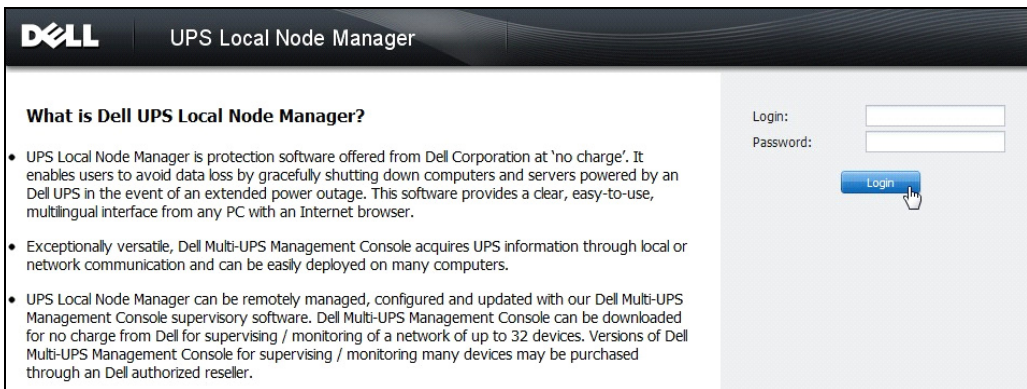 DELL UPS Local Node Manager
What is Dell UPS Local Node Manager?
• UPS Local Node Manager is protection software offered from Dell Corporation at ‘no charge’. It
enables users to avoid data loss by gracefully shutting down computers and servers powered by an
Dell UPS in the event of an extended power outage. This software provides a clear, easy-to-use,
multilingual interface from any PC with an Internet browser.
• Exceptionally versatile, Dell Multi-UPS Management Console acquires UPS information through local or
network communication and can be easily deployed on many computers.
• UPS Local Node Manager can be remotely managed, configured and updated with our Dell Multi-UPS
Management Console supervisory software. Dell Multi-UPS Management Console can be downloaded
for no charge from Dell for supervising / monitoring of a network of up to 32 devices. Versions of Dell
Multi-UPS Management Console for supervising / monitoring many devices may be purchased
through an Dell authorized reseller.
Login:
Password:
Login